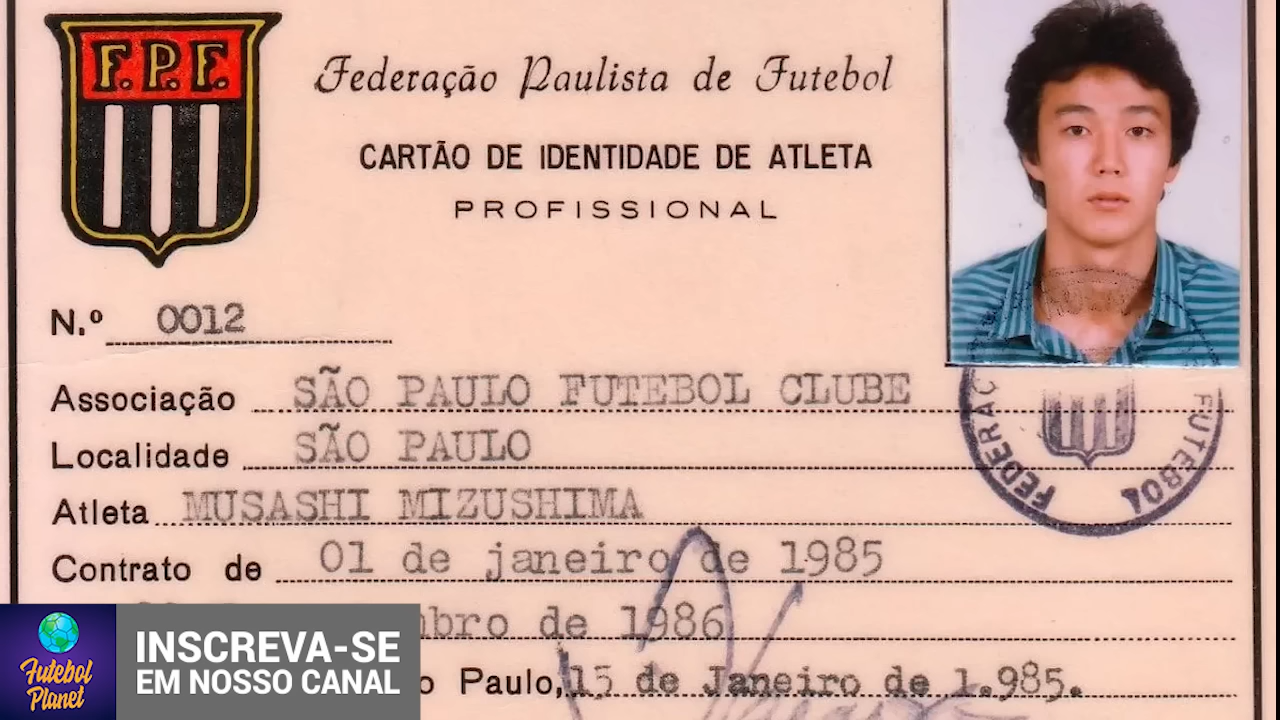 F.P.F.
Federação Paulista de Futebol
CARTÃO DE IDENTIDADE DE ATLETA
PROFISSIONAL
N.º 0012
Associação SÃO PAULO FUTEBOL CLUBE
Localidade SÃO PAULO
Atleta MUSASHI MIZUSHIMA
Contrato de 01 de janeiro de 1985
mbro de 1986
o Paulo, 15 de Janeiro de 1.985.
FEDERAÇ
FUTEBOL
Futebol
Planet
INSCREVA-SE
EM NOSSO CANAL